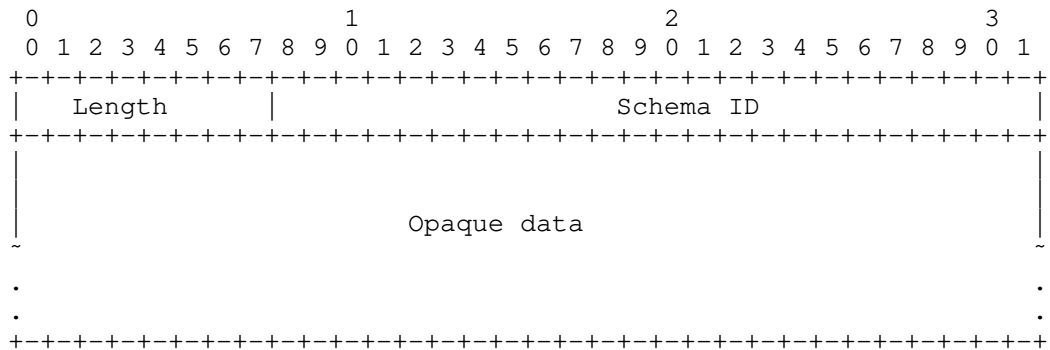 0                   1                   2                   3
 0 1 2 3 4 5 6 7 8 9 0 1 2 3 4 5 6 7 8 9 0 1 2 3 4 5 6 7 8 9 0 1
+-+-+-+-+-+-+-+-+-+-+-+-+-+-+-+-+-+-+-+-+-+-+-+-+-+-+-+-+-+-+-+-+
|   Length      |                     Schema ID                 |
+-+-+-+-+-+-+-+-+-+-+-+-+-+-+-+-+-+-+-+-+-+-+-+-+-+-+-+-+-+-+-+-+
|                                                               |
|                                                               |
|                        Opaque data                            |
~                                                               ~
.                                                               .
.                                                               .
+-+-+-+-+-+-+-+-+-+-+-+-+-+-+-+-+-+-+-+-+-+-+-+-+-+-+-+-+-+-+-+-+